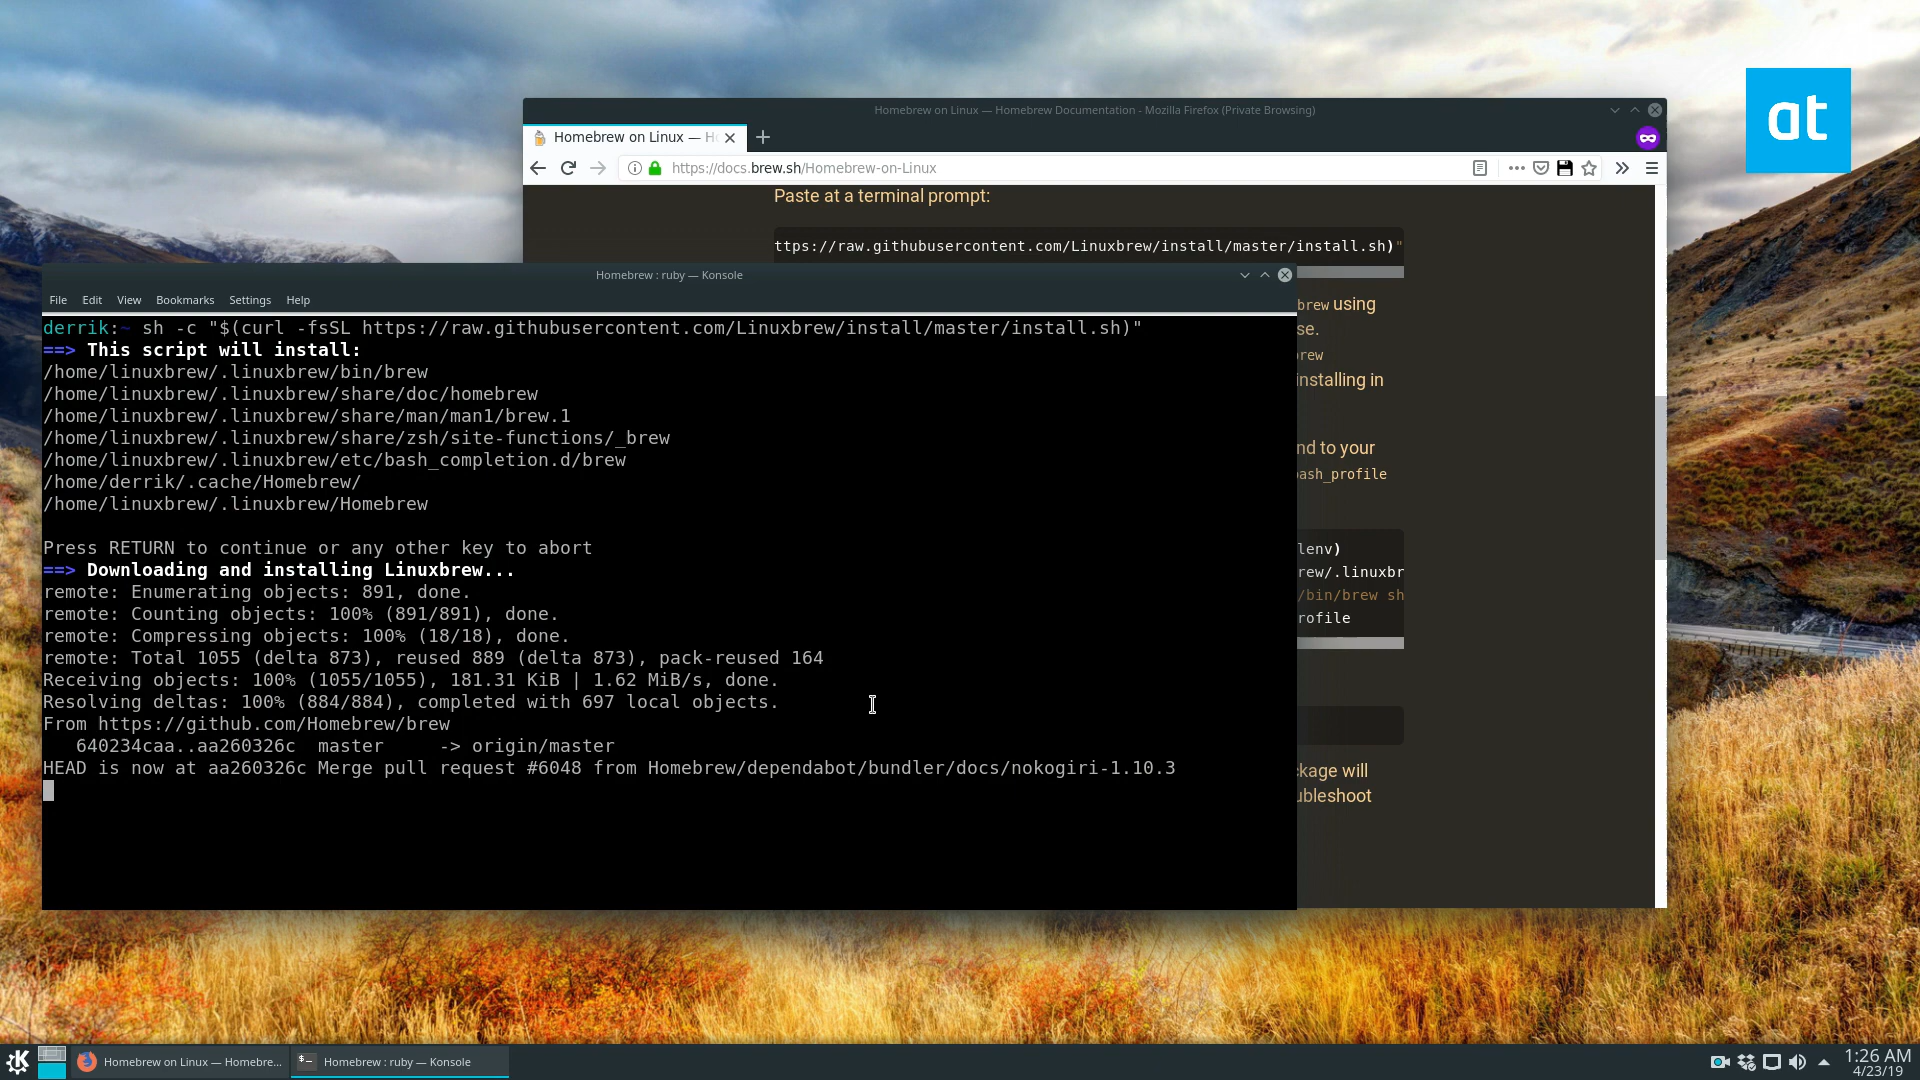 at
Homebrew on Linux — Homebrew Documentation - Mozilla Firefox (Private Browsing)
Homebrew on Linux — H
https://docs.brew.sh/Homebrew-on-Linux
Paste at a terminal prompt:
ttps://raw.githubusercontent.com/Linuxbrew/install/master/install.sh)"
brew using
se.
brew
installing in
nd to your
bash_profile
lenv)
rew/.linuxbr
/bin/brew sh
rofile
ckage will
ubleshoot
Homebrew : ruby — Konsole
File Edit View Bookmarks Settings Help
derrik:~ sh -c "$(curl -fsSL https://raw.githubusercontent.com/Linuxbrew/install/master/install.sh)"
==> This script will install:
/home/linuxbrew/.linuxbrew/bin/brew
/home/linuxbrew/.linuxbrew/share/doc/homebrew
/home/linuxbrew/.linuxbrew/share/man/man1/brew.1
/home/linuxbrew/.linuxbrew/share/zsh/site-functions/_brew
/home/linuxbrew/.linuxbrew/etc/bash_completion.d/brew
/home/derrik/.cache/Homebrew/
/home/linuxbrew/.linuxbrew/Homebrew
Press RETURN to continue or any other key to abort
==> Downloading and installing Linuxbrew...
remote: Enumerating objects: 891, done.
remote: Counting objects: 100% (891/891), done.
remote: Compressing objects: 100% (18/18), done.
remote: Total 1055 (delta 873), reused 889 (delta 873), pack-reused 164
Receiving objects: 100% (1055/1055), 181.31 KiB | 1.62 MiB/s, done.
Resolving deltas: 100% (884/884), completed with 697 local objects.
From https://github.com/Homebrew/brew
   640234caa..aa260326c  master     -> origin/master
HEAD is now at aa260326c Merge pull request #6048 from Homebrew/dependabot/bundler/docs/nokogiri-1.10.3
Homebrew on Linux — Homebre...
Homebrew : ruby — Konsole
1:26 AM
4/23/19